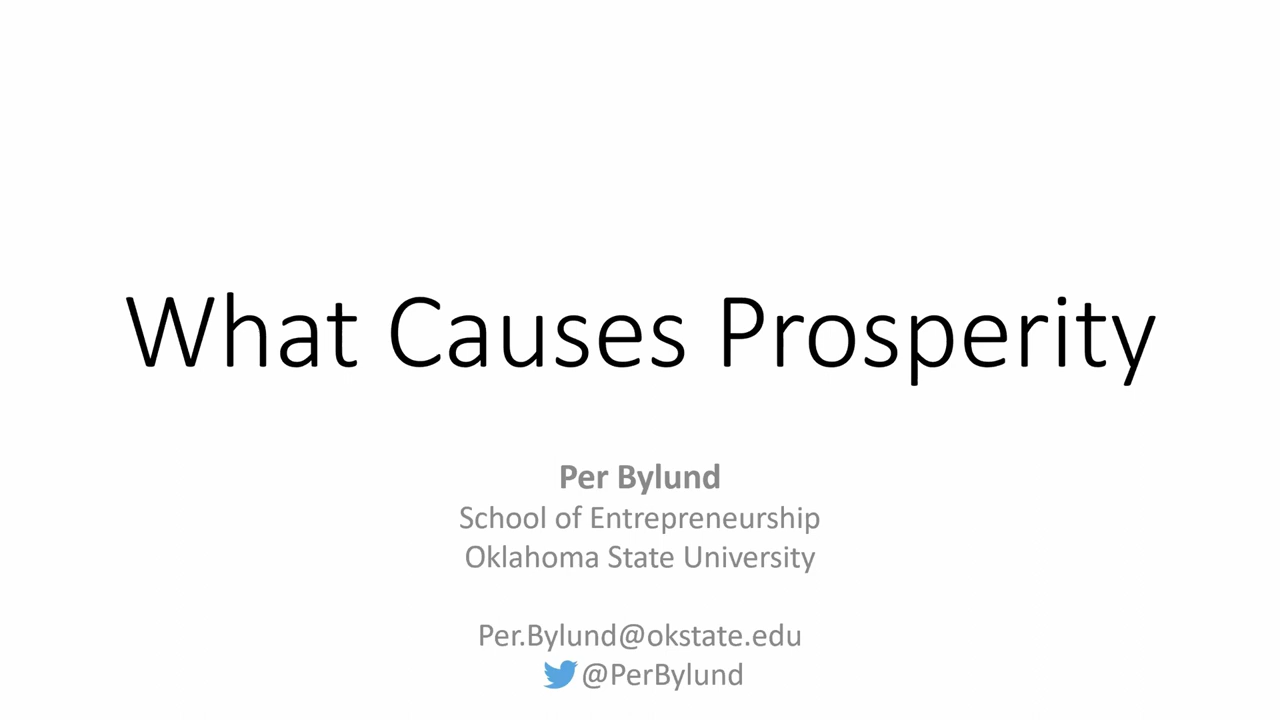 What Causes Prosperity
Per Bylund
School of Entrepreneurship
Oklahoma State University
Per.Bylund@okstate.edu
@PerBylund